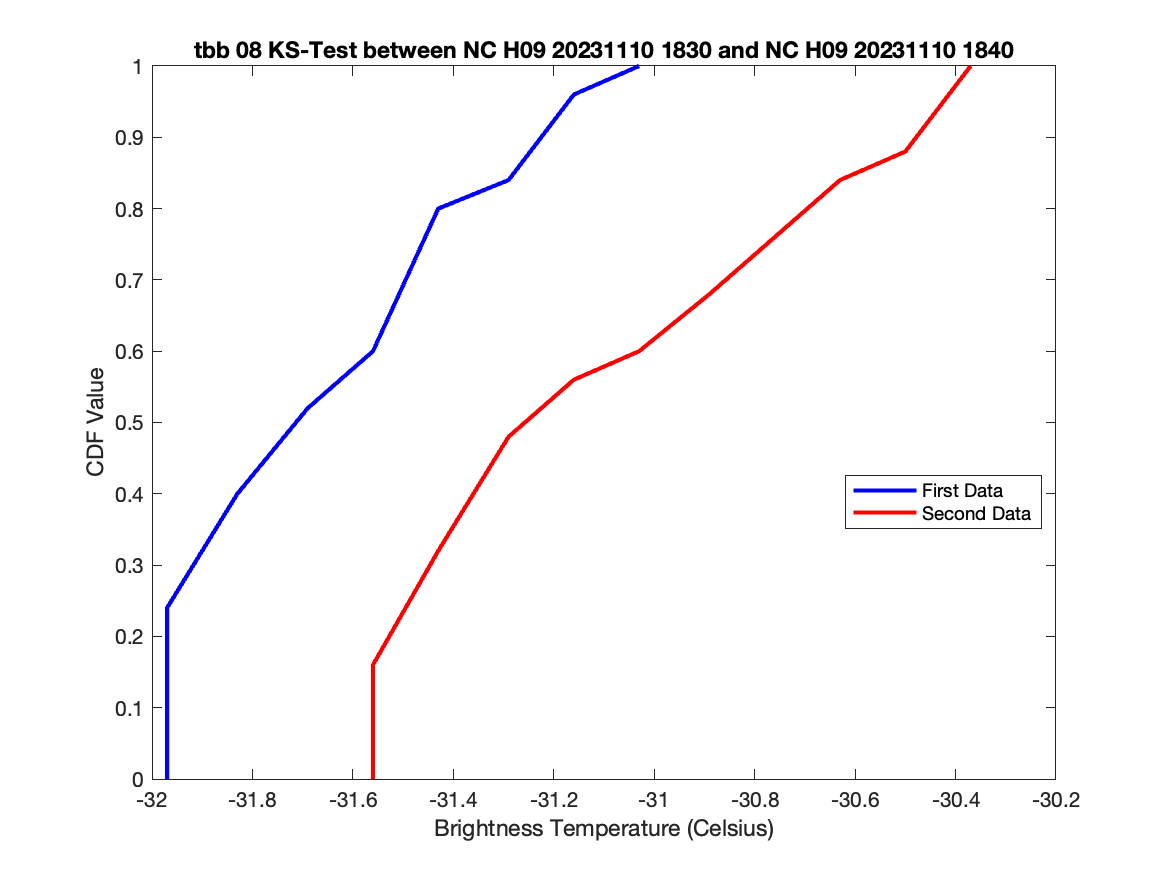 tbb 08 KS-Test between NC H09 20231110 1830 and NC H09 20231110 1840
1
0.9
0.8
0.7
0.6
0.5
0.4
0.3
0.2
0.1
0
CDF Value
First Data
Second Data
-32 -31.8 -31.6 -31.4 -31.2 -31 -30.8 -30.6 -30.4 -30.2
Brightness Temperature (Celsius)